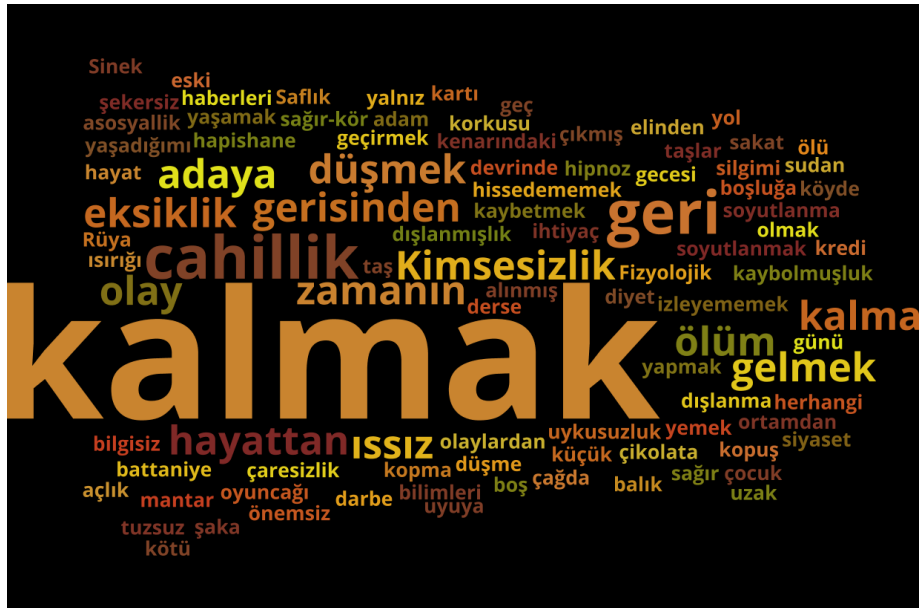 Sinek
eski
şekersiz haberleri Saflık yalnız kartı
geç
asosyallik yaşamak sağır-kör adam korkusu elinden yol
yaşadığımı hapishane geçirmek kenarındaki çıkmış taşlar sakat ölü
hayat adaya düşmek devrinde hipnoz gecesi silgimi sudan
hissedememek boşluğa köyde
eksiklik gerisinden kaybetmek geri soyutlanma
Rüya dışlanmışlık ihtiyaç olmak
ısırığı cahillik taş Kimsesizlik Fizyolojik soyutlanmak kredi
kaybolmuşluk
olay zamanın alınmış diyet izleyememek
derse kalma
kalmak ölüm günü
yapmak gelmek
dışlanma herhangi
bilgisiz hayattan ıssız olaylardan uykusuzluk yemek ortamdan
siyaset
battaniye çaresizlik kopma düşme küçük çikolata kopuş
açlık mantar oyuncağı darbe bilimleri boş çağda balık sağır çocuk
uzak
önemsiz uyuya
tuzsuz şaka
kötü